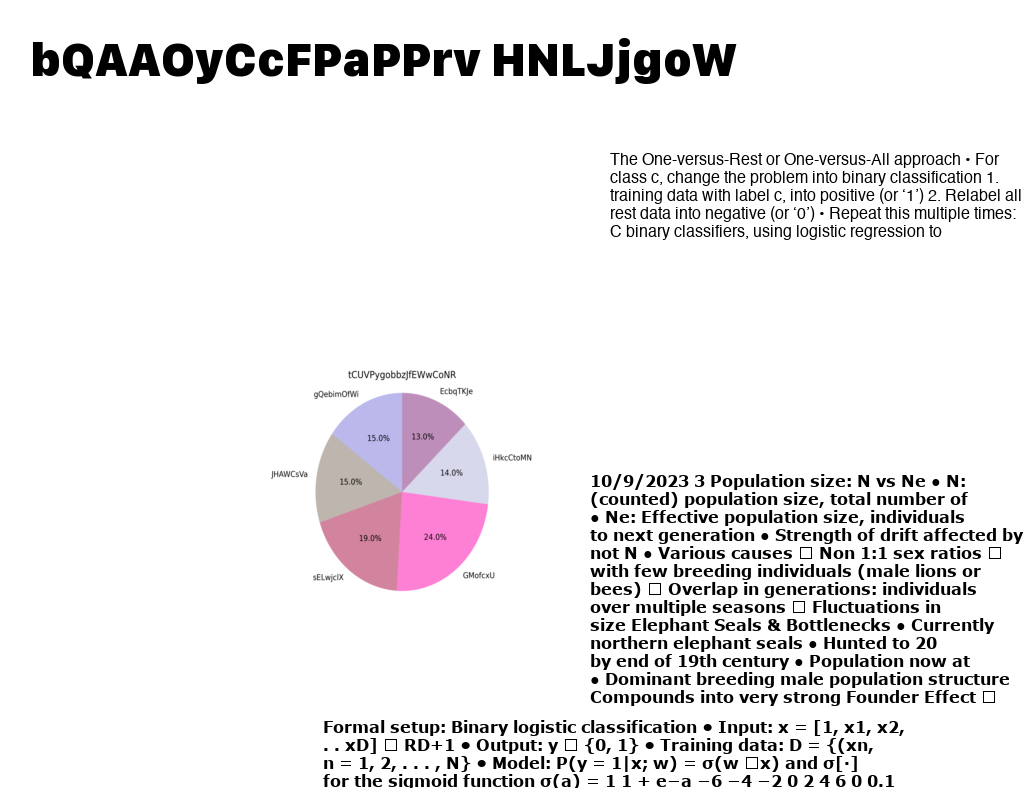 bQAAOyCcFPaPPrv HNLJjgoW
The One-versus-Rest or One-versus-All approach • For
class c, change the problem into binary classification 1.
training data with label c, into positive (or ‘1’) 2. Relabel all
rest data into negative (or ‘0’) • Repeat this multiple times:
C binary classifiers, using logistic regression to
tCUVPygobbzJfEWwCoNR
gQebimOfWi
EcbqTKJe
15.0%
13.0%
iHkcCtoMN
14.0%
JHAWCsVa
15.0%
19.0%
24.0%
sELwjcIX
GMofcxU
10/9/2023 3 Population size: N vs Ne ● N:
(counted) population size, total number of
● Ne: Effective population size, individuals
to next generation ● Strength of drift affected by
not N ● Various causes □ Non 1:1 sex ratios □
with few breeding individuals (male lions or
bees) □ Overlap in generations: individuals
over multiple seasons □ Fluctuations in
size Elephant Seals & Bottlenecks ● Currently
northern elephant seals ● Hunted to 20
by end of 19th century ● Population now at
● Dominant breeding male population structure
Compounds into very strong Founder Effect □
Formal setup: Binary logistic classification • Input: x = [1, x1, x2,
. . xD] □ RD+1 • Output: y □ {0, 1} • Training data: D = {(xn,
n = 1, 2, . . . , N} • Model: P(y = 1|x; w) = σ(w □x) and σ[·]
for the sigmoid function σ(a) = 1 1 + e−a −6 −4 −2 0 2 4 6 0 0.1